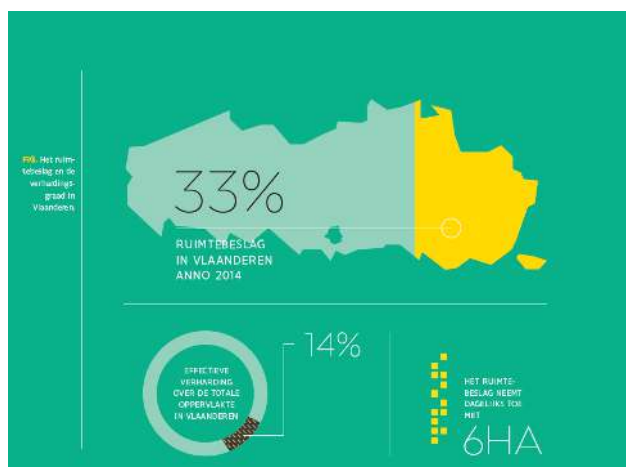 FIG. Het ruim-
tebeslag en de
verhardings-
graad in
Vlaanderen.
33%
RUIMTEBESLAG
IN VLAANDEREN
ANNO 2014
EFFECTIEVE
VERHARDING
OVER DE TOTALE
OPPERVLAKTE
IN VLAANDEREN
14%
HET RUIMTE-
BESLAG NEEMT
DAGELIJKS TOE
MET
6HA